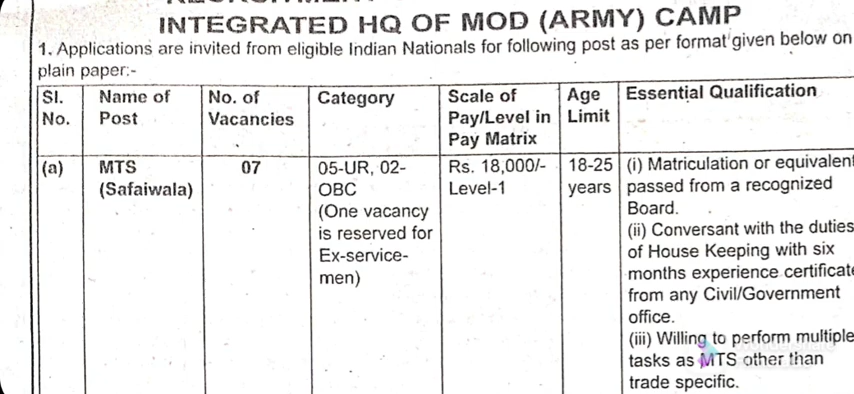 INTEGRATED HQ OF MOD (ARMY) CAMP
1. Applications are invited from eligible Indian Nationals for following post as per format given below on
plain paper:-
Sl. No.
Name of Post
No. of Vacancies
Category
Scale of Pay/Level in Pay Matrix
Age Limit
Essential Qualification
(a)
MTS
(Safaiwala)
07
05-UR, 02-
OBC
(One vacancy
is reserved for
Ex-service-
men)
Rs. 18,000/-
Level-1
18-25
years
(i) Matriculation or equivalent
passed from a recognized
Board.
(ii) Conversant with the duties
of House Keeping with six
months experience certificate
from any Civil/Government
office.
(iii) Willing to perform multiple
tasks as MTS other than
trade specific.